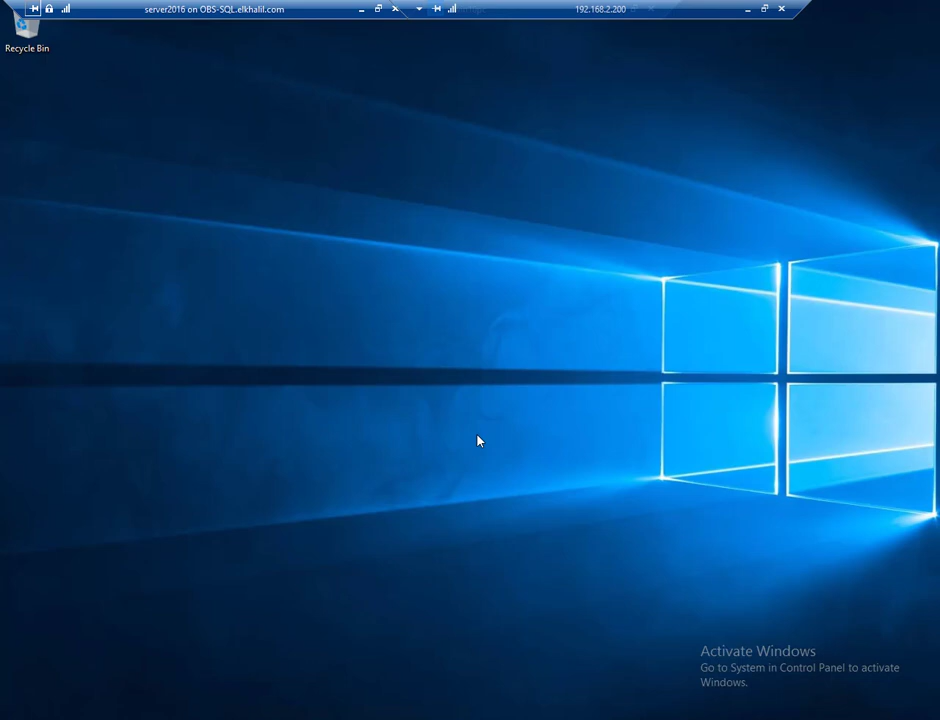 server2016 on OBS-SQL.elkhalil.com
192.168.2.200
Recycle Bin
Activate Windows
Go to System in Control Panel to activate
Windows.